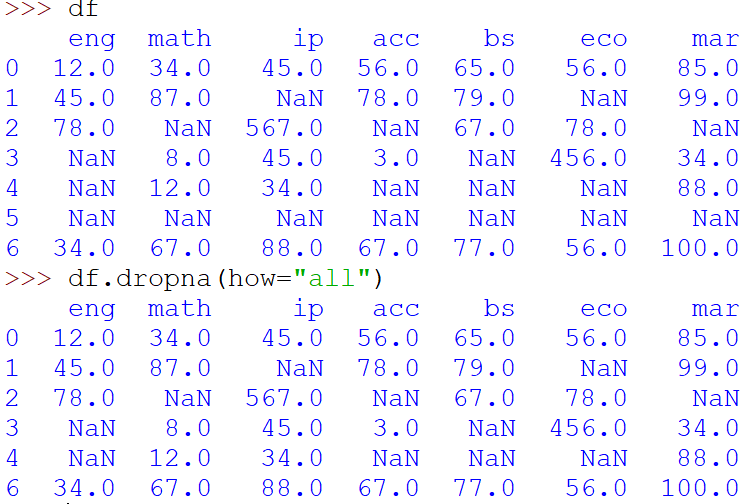 >>> df
    eng  math     ip   acc    bs    eco    mar
0  12.0  34.0   45.0  56.0  65.0   56.0   85.0
1  45.0  87.0    NaN  78.0  79.0    NaN   99.0
2  78.0   NaN  567.0   NaN  67.0   78.0    NaN
3   NaN   8.0   45.0   3.0   NaN  456.0   34.0
4   NaN  12.0   34.0   NaN   NaN    NaN   88.0
5   NaN   NaN    NaN   NaN   NaN    NaN    NaN
6  34.0  67.0   88.0  67.0  77.0   56.0  100.0
>>> df.dropna(how="all")
    eng  math     ip   acc    bs    eco    mar
0  12.0  34.0   45.0  56.0  65.0   56.0   85.0
1  45.0  87.0    NaN  78.0  79.0    NaN   99.0
2  78.0   NaN  567.0   NaN  67.0   78.0    NaN
3   NaN   8.0   45.0   3.0   NaN  456.0   34.0
4   NaN  12.0   34.0   NaN   NaN    NaN   88.0
6  34.0  67.0   88.0  67.0  77.0   56.0  100.0